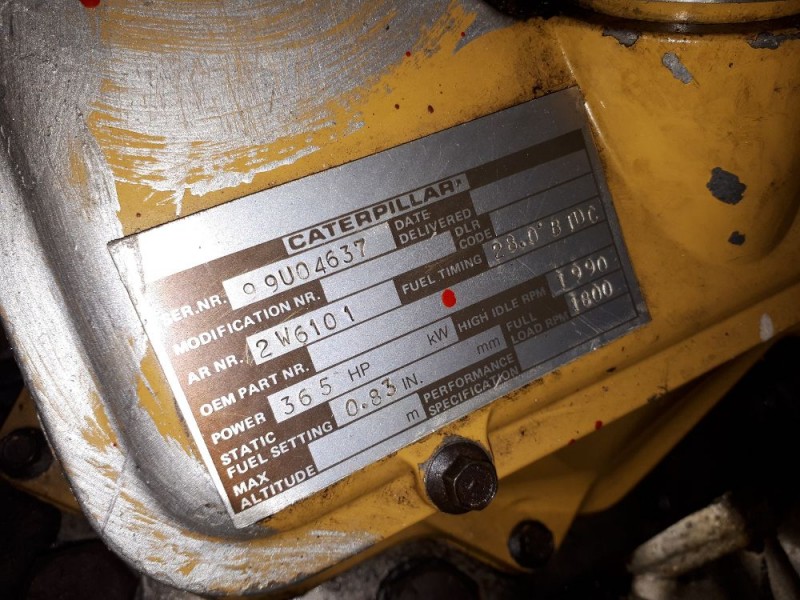 CATERPILLAR
SER. NR. 99U04637 DATE DELIVERED
MODIFICATION NR. DLR CODE
AR NR. 2W6101 FUEL TIMING 28.0°BTDC
OEM PART NR.
POWER 365 HP kW HIGH IDLE RPM 1990
STATIC FUEL SETTING 0.83 IN. mm FULL LOAD RPM 1800
MAX ALTITUDE m PERFORMANCE SPECIFICATION